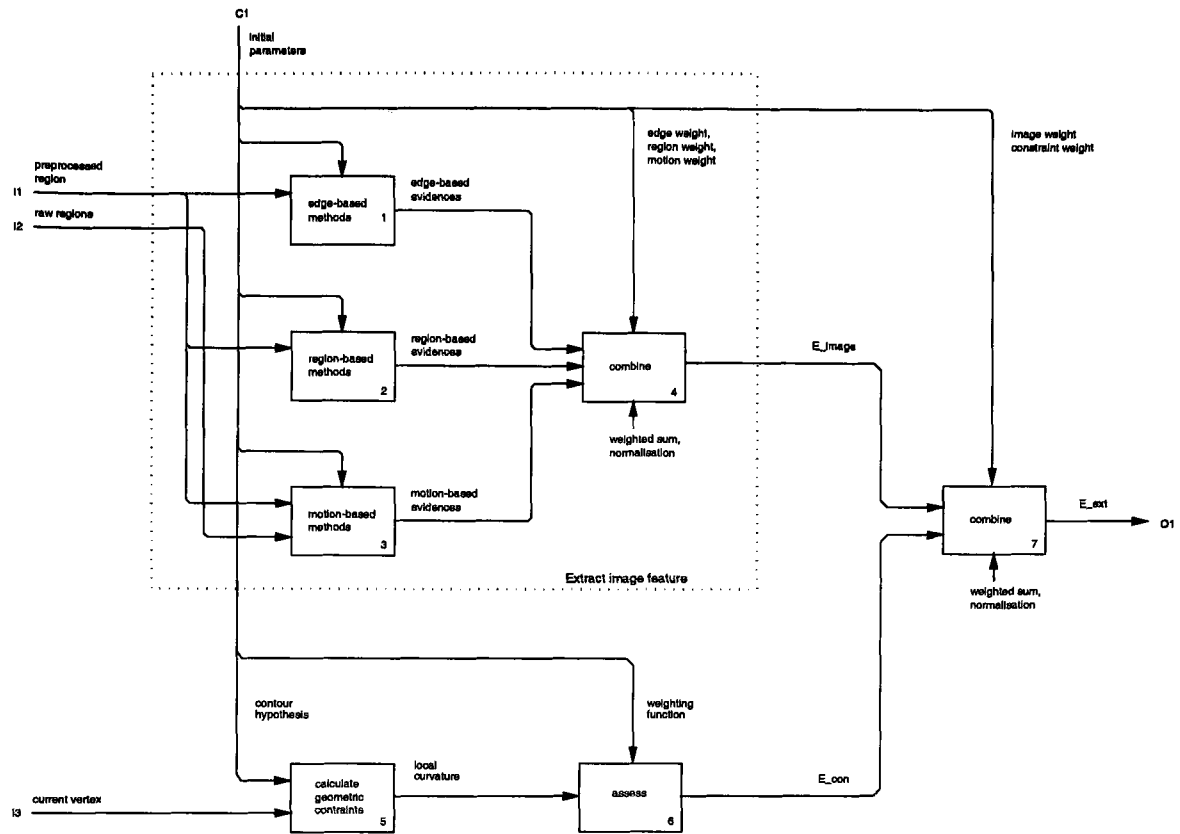 C1
initial
parameters
edge weight,
region weight,
motion weight
image weight
constraint weight
preprocessed
region
I1
raw regions
I2
edge-based
methods
1
edge-based
evidences
region-based
methods
2
region-based
evidences
combine
4
weighted sum,
normalisation
E_image
motion-based
methods
3
motion-based
evidences
Extract image feature
combine
7
weighted sum,
normalisation
E_ext
O1
contour
hypothesis
weighting
function
calculate
geometric
contraints
5
local
curvature
assess
6
E_con
I3
current vertex